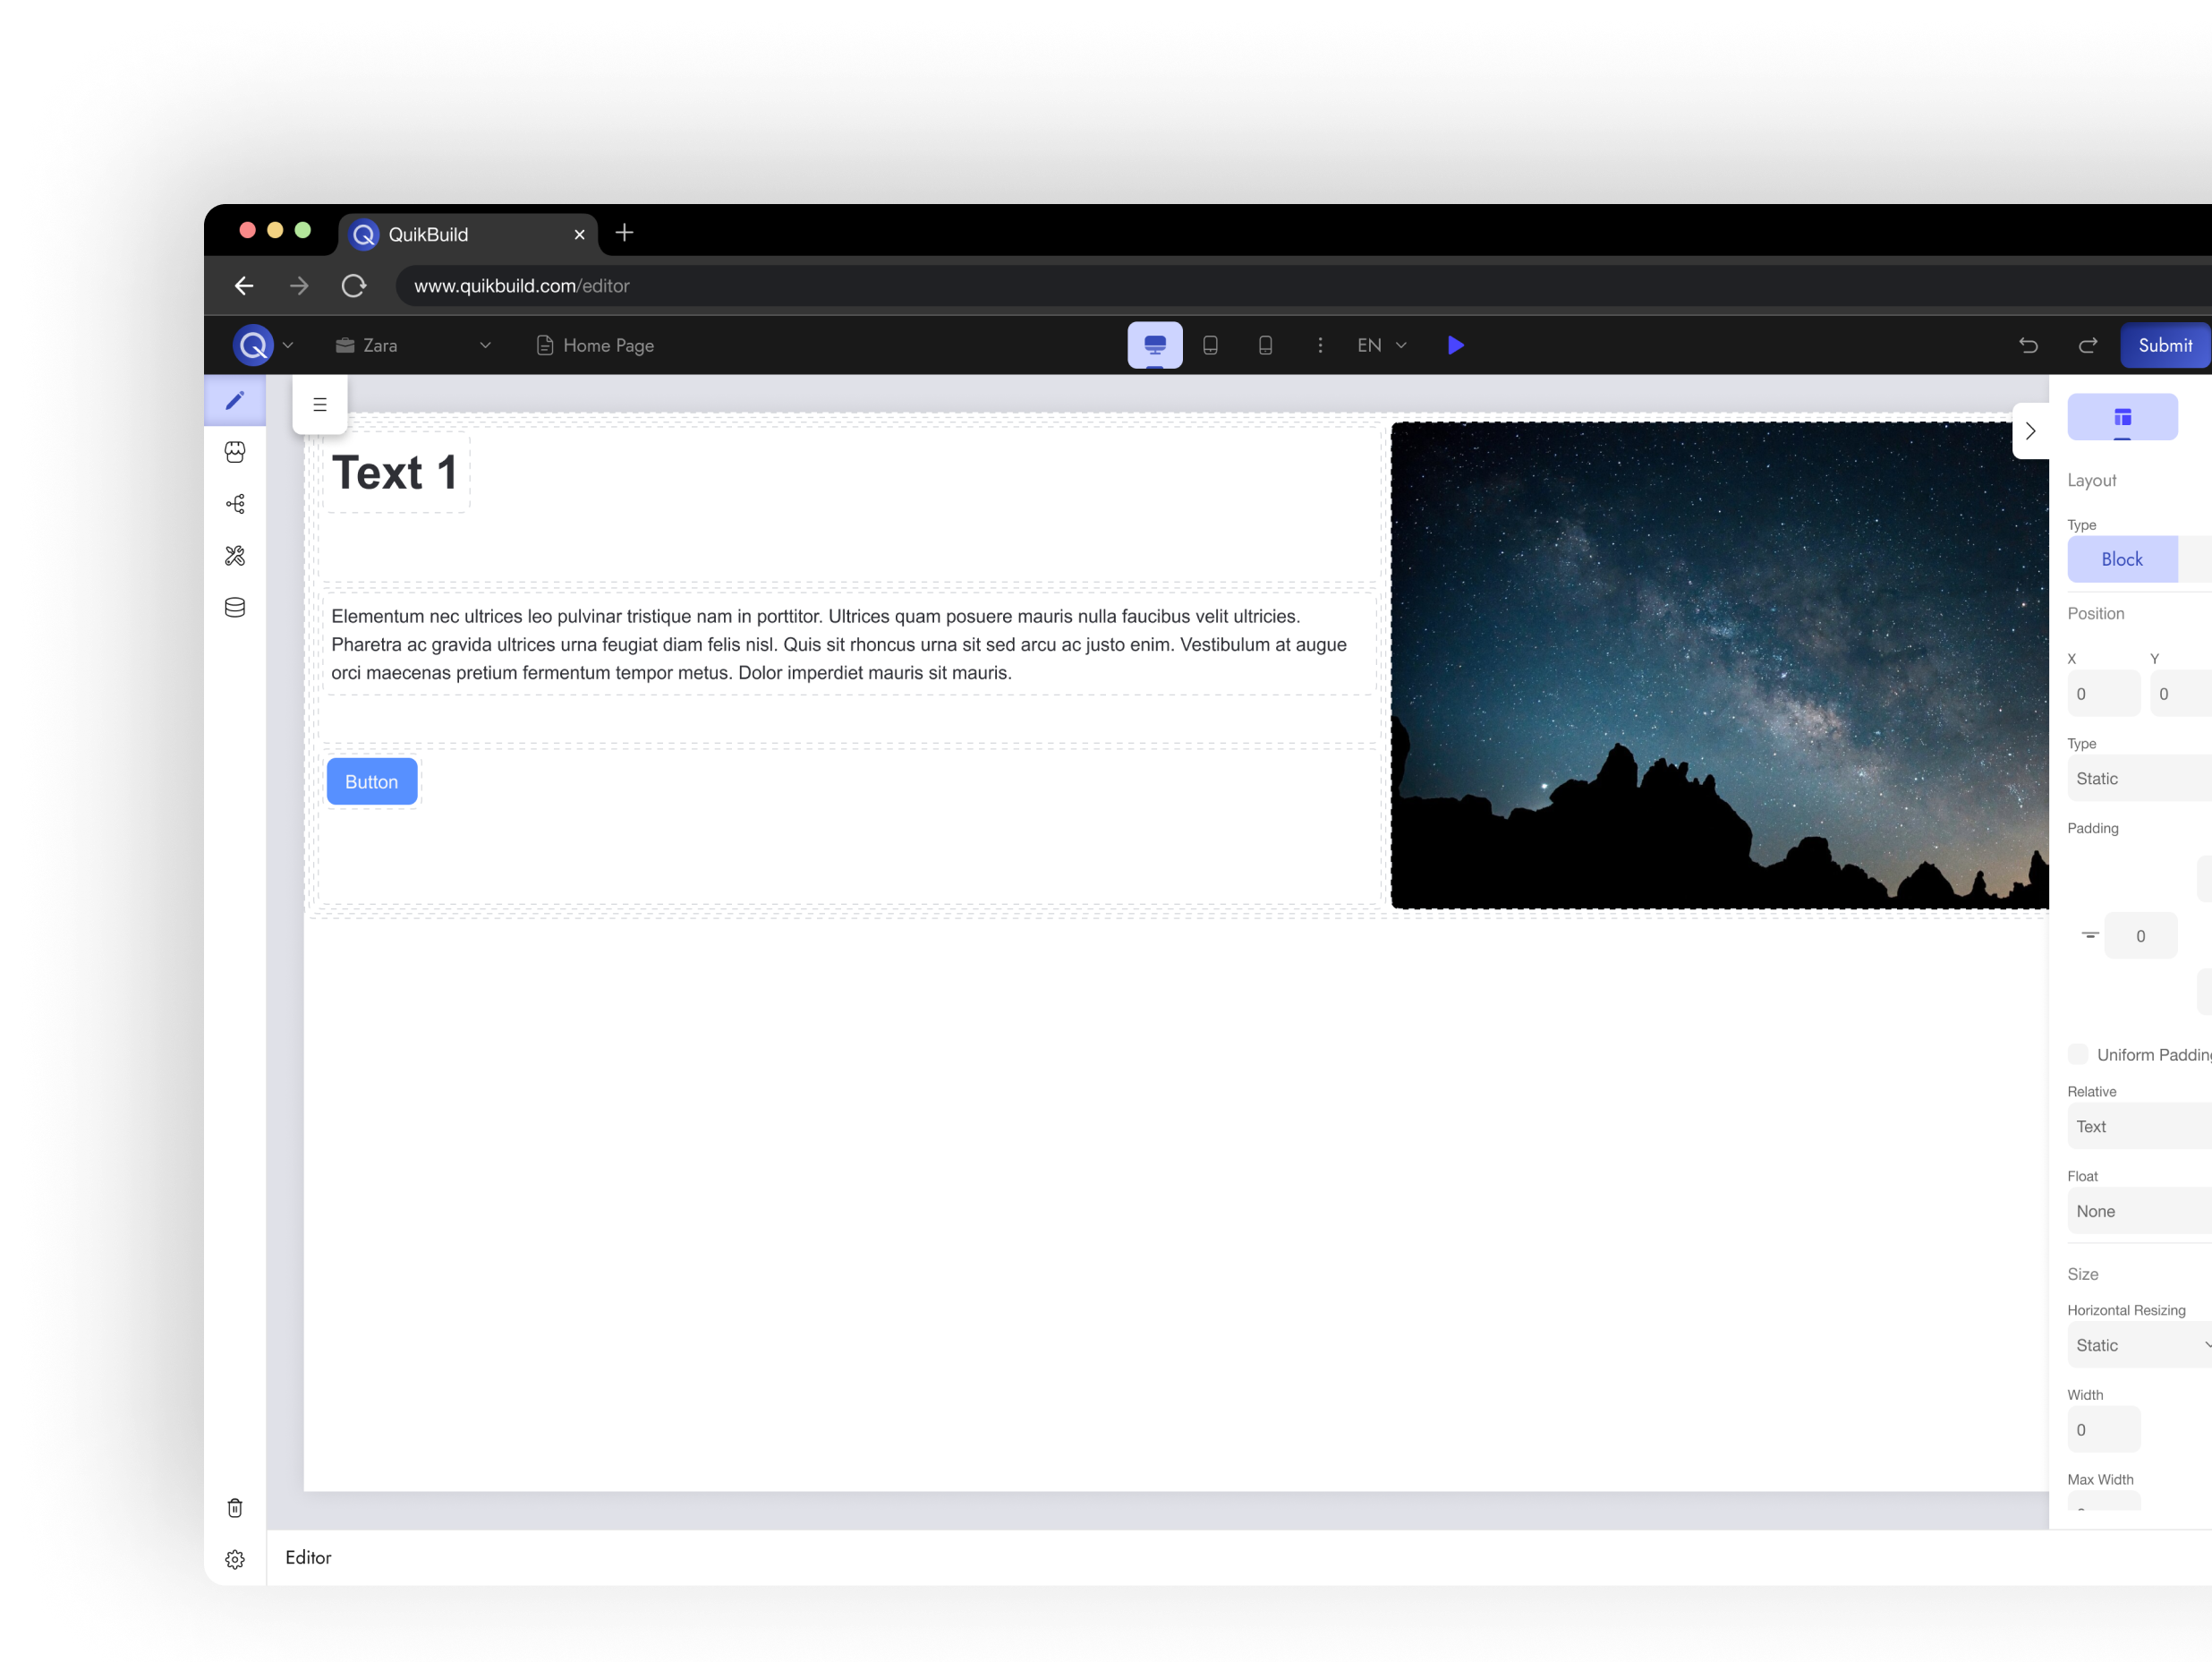 QuikBuild
www.quikbuild.com/editor
Zara
Home Page
EN
Submit
Text 1
Elementum nec ultrices leo pulvinar tristique nam in porttitor. Ultrices quam posuere mauris nulla faucibus velit ultricies.
Pharetra ac gravida ultrices urna feugiat diam felis nisl. Quis sit rhoncus urna sit sed arcu ac justo enim. Vestibulum at augue
orci maecenas pretium fermentum tempor metus. Dolor imperdiet mauris sit mauris.
Button
Layout
Type
Block
Position
X Y
0 0
Type
Static
Padding
0
Uniform
Relative
Text
Float
None
Size
Horizontal Resizing
Static
Width
0
Max Width
Editor